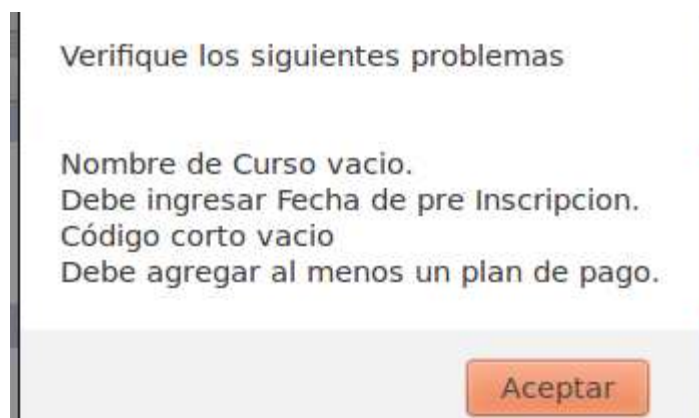 Verifique los siguientes problemas
Nombre de Curso vacio.
Debe ingresar Fecha de pre Inscripcion.
Código corto vacio
Debe agregar al menos un plan de pago.
Aceptar